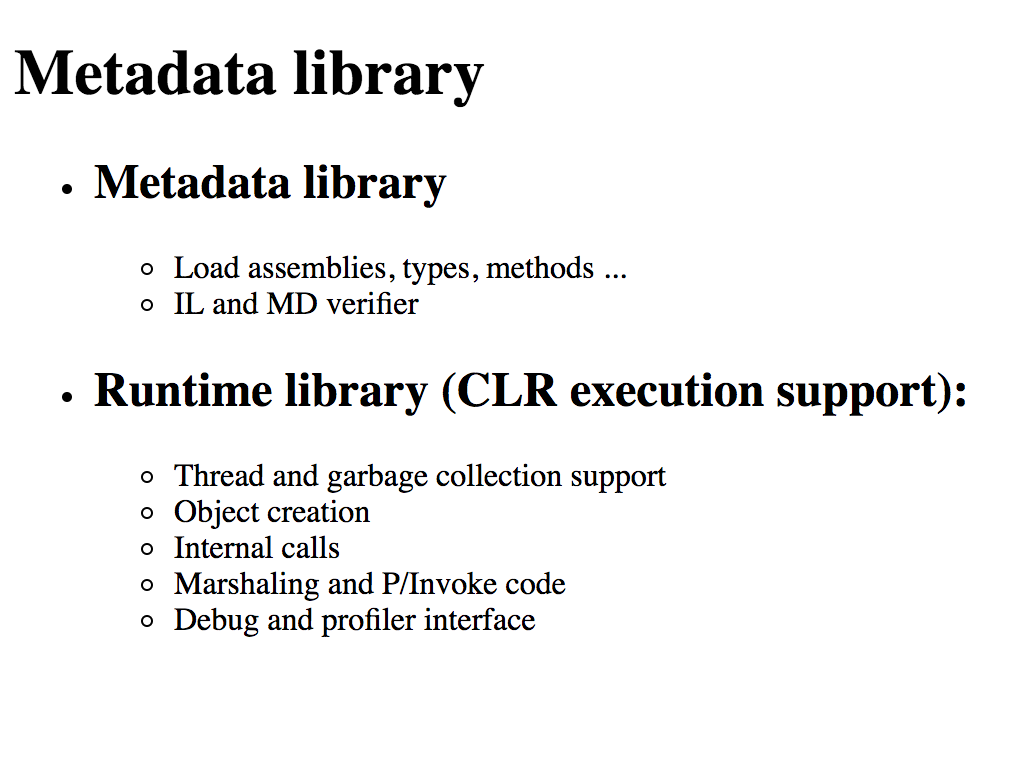 Metadata library
Metadata library
Load assemblies, types, methods ...
IL and MD verifier
Runtime library (CLR execution support):
Thread and garbage collection support
Object creation
Internal calls
Marshaling and P/Invoke code
Debug and profiler interface